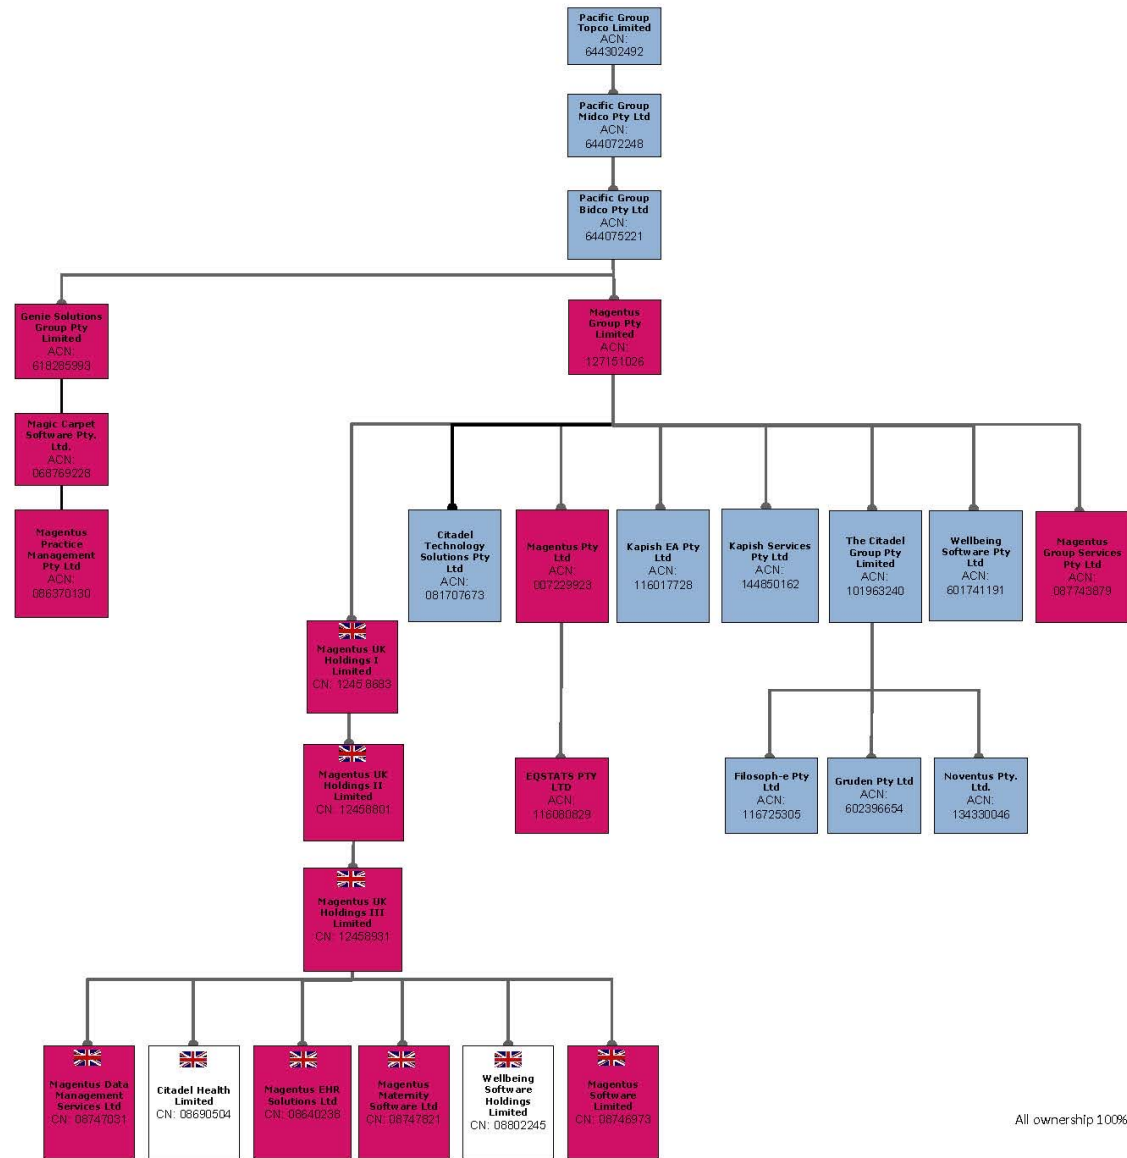 Pacific Group
Topco Limited
ACN:
644302492
Pacific Group
Midco Pty Ltd
ACN:
644072248
Pacific Group
Bidco Pty Ltd
ACN:
644075221
Genie Solutions
Group Pty
Limited
ACN:
618285993
Magentus
Group Pty
Limited
ACN:
127151026
Magic Carpet
Software Pty.
Ltd.
ACN:
068769228
Magentus
Practice
Management
Pty Ltd
ACN:
086370130
Citadel
Technology
Solutions Pty
Ltd
ACN:
081707673
Magentus Pty
Ltd
ACN:
007229923
Kapish EA Pty
Ltd
ACN:
116017728
Kapish Services
Pty Ltd
ACN:
144850162
The Citadel
Group Pty
Limited
ACN:
101963240
Wellbeing
Software Pty
Ltd
ACN:
601741191
Magentus
Group Services
Pty Ltd
ACN:
087743879
Magentus UK
Holdings I
Limited
CN: 12458683
Magentus UK
Holdings II
Limited
CN: 12458801
Magentus UK
Holdings III
Limited
CN: 12458931
EQSTATS PTY
LTD
ACN:
116080829
Filosoph-e Pty
Ltd
ACN:
116725305
Gruden Pty Ltd
ACN:
602396654
Noventus Pty.
Ltd.
ACN:
134330046
Magentus Data
Management
Services Ltd
CN: 08747031
Citadel Health
Limited
CN: 08690504
Magentus EHR
Solutions Ltd
CN: 08640238
Magentus
Maternity
Software Ltd
CN: 08747821
Wellbeing
Software
Holdings
Limited
CN: 08802245
Magentus
Software
Limited
CN: 08746973
All ownership 100%